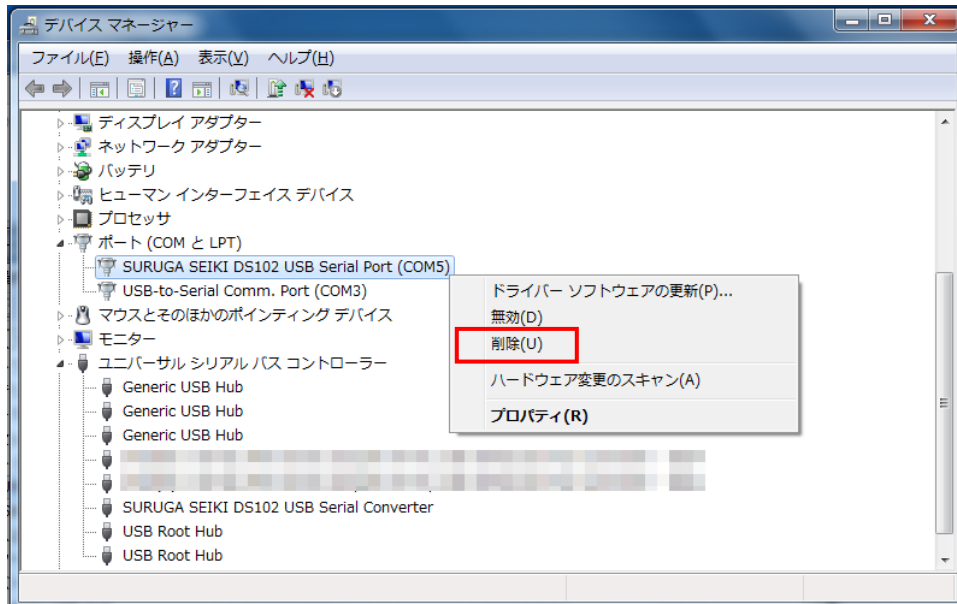 デバイス マネージャー
ファイル(F) 操作(A) 表示(V) ヘルプ(H)
ディスプレイ アダプター
ネットワーク アダプター
バッテリ
ヒューマン インターフェイス デバイス
プロセッサ
ポート (COM と LPT)
SURUGA SEIKI DS102 USB Serial Port (COM5)
USB-to-Serial Comm. Port (COM3)
マウスとそのほかのポインティング デバイス
モニター
ユニバーサル シリアル バス コントローラー
Generic USB Hub
Generic USB Hub
Generic USB Hub
SURUGA SEIKI DS102 USB Serial Converter
USB Root Hub
USB Root Hub
ドライバー ソフトウェアの更新(P)...
無効(D)
削除(U)
ハードウェア変更のスキャン(A)
プロパティ(R)